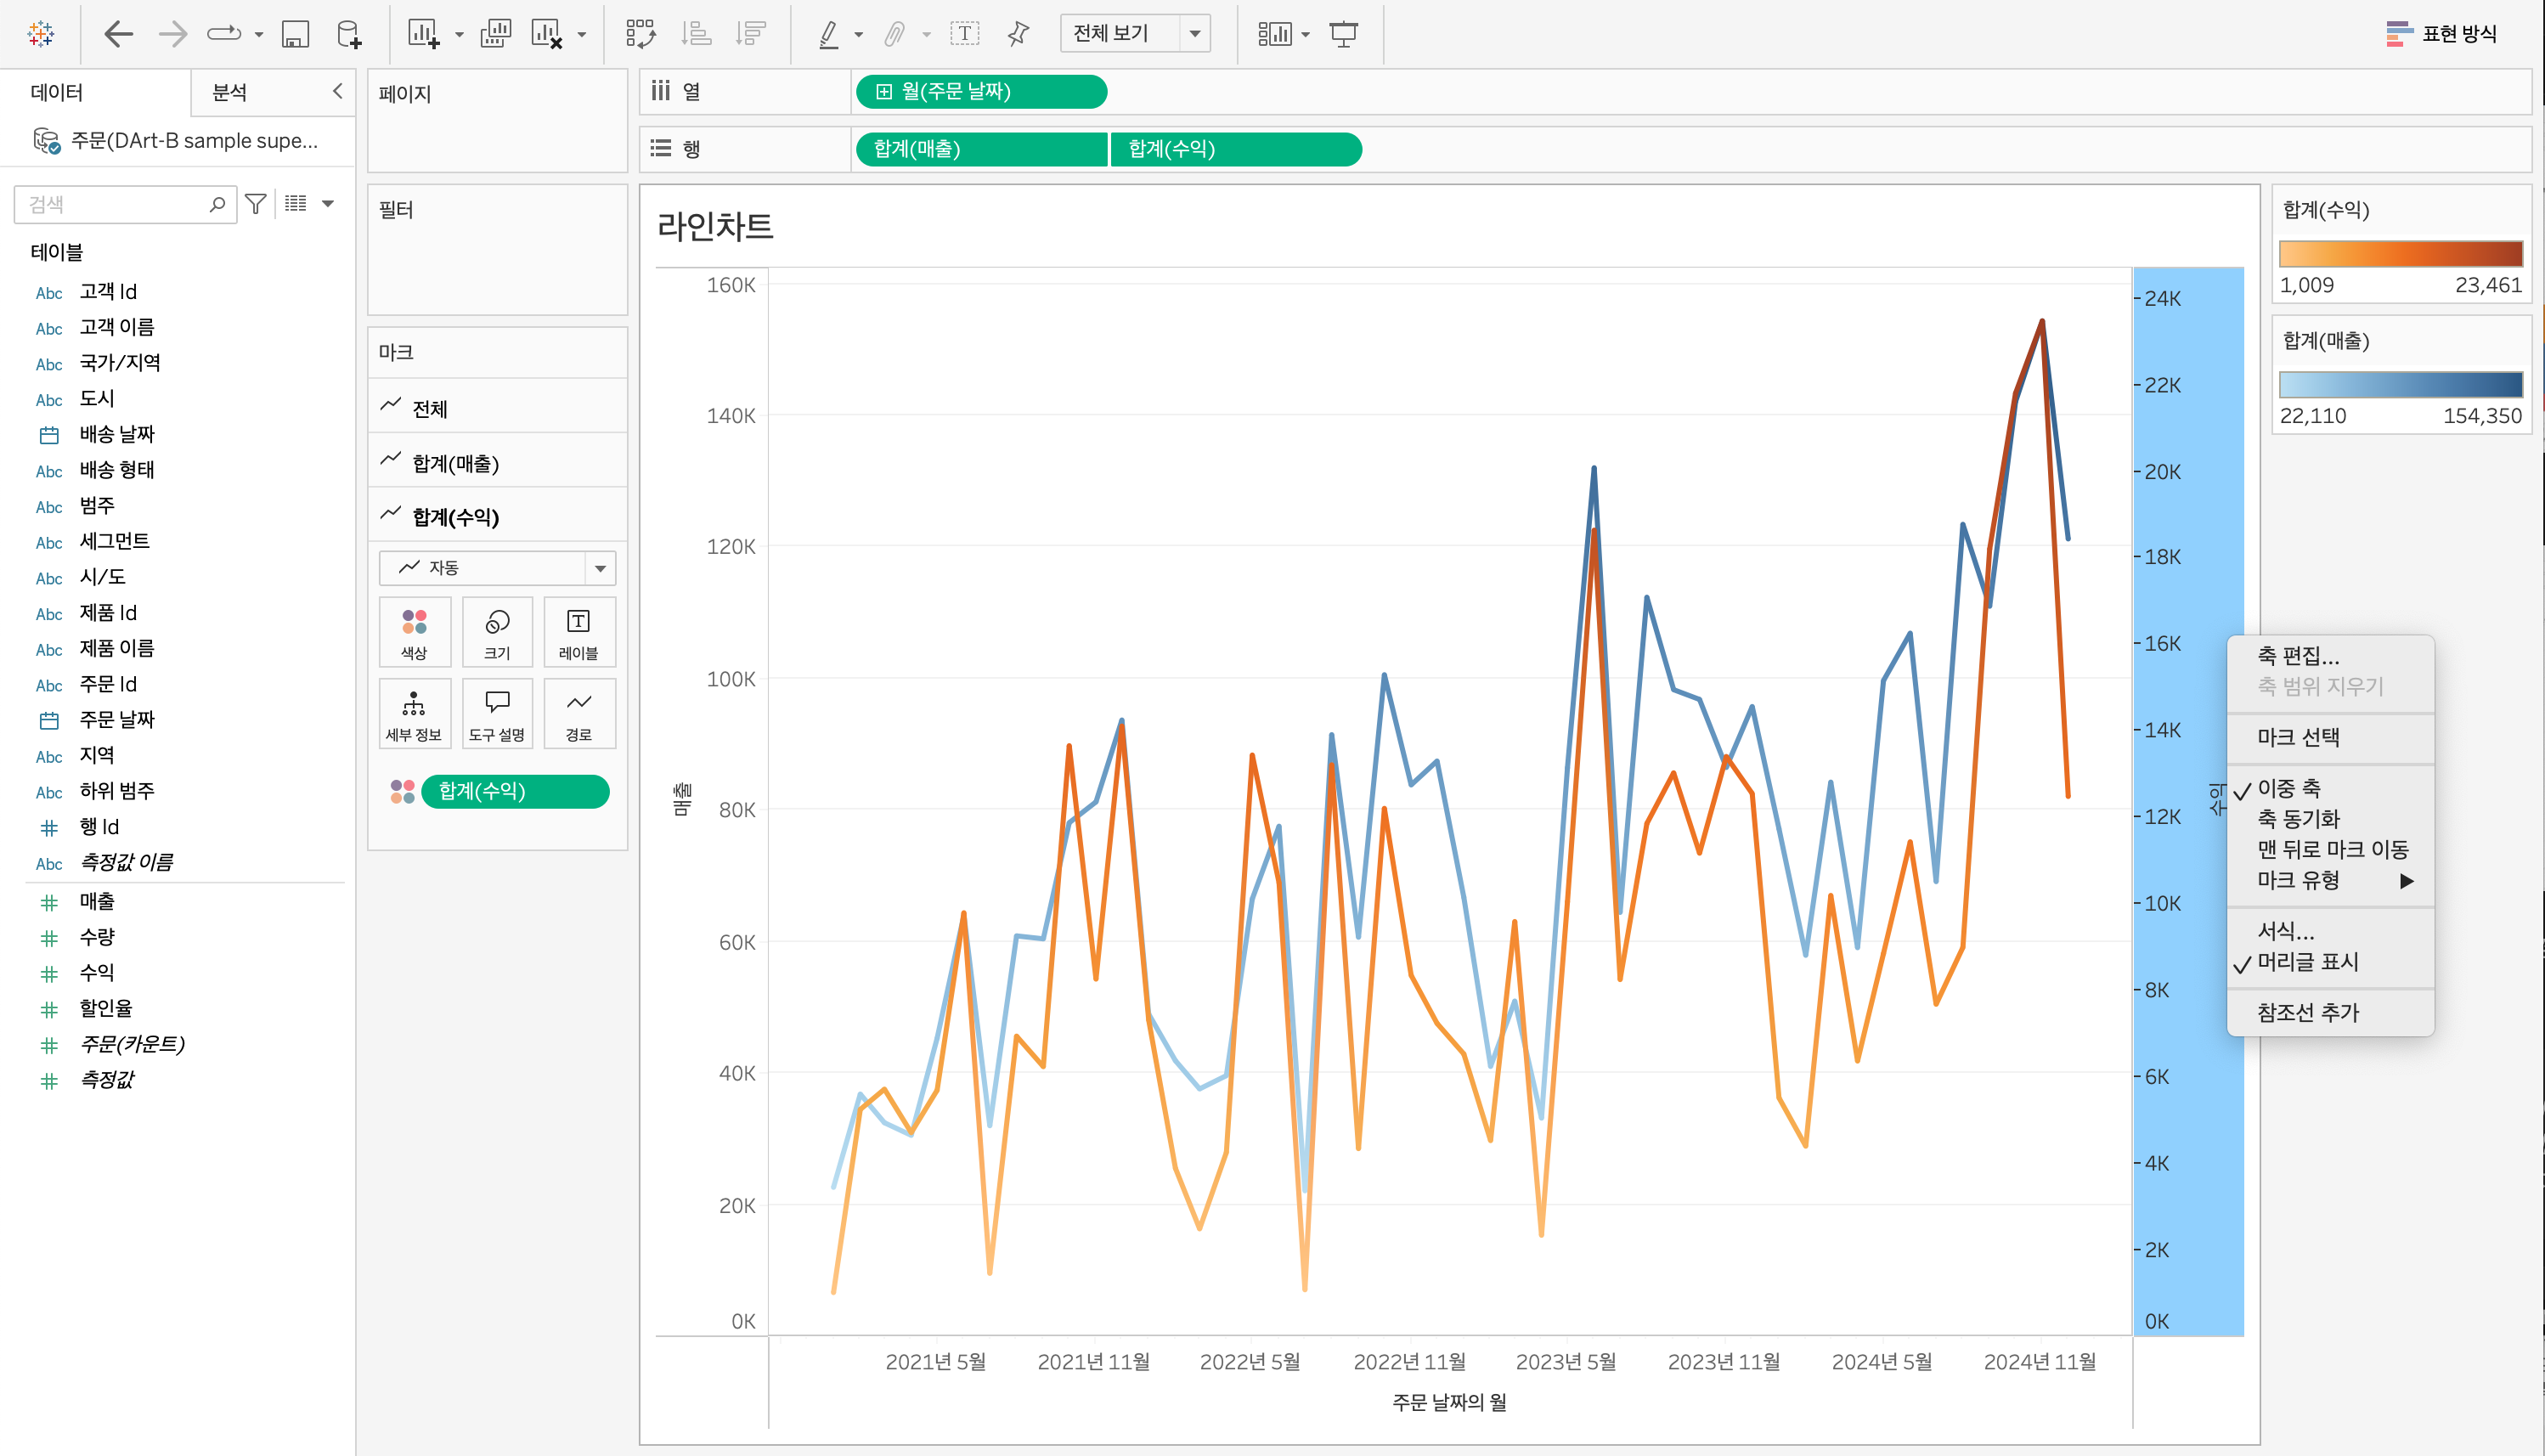 전체 보기
표현 방식
데이터
분석
주문(DArt-B sample supe...
검색
테이블
Abc 고객 Id
Abc 고객 이름
Abc 국가/지역
Abc 도시
배송 날짜
Abc 배송 형태
Abc 범주
Abc 세그먼트
Abc 시/도
Abc 제품 Id
Abc 제품 이름
Abc 주문 Id
주문 날짜
Abc 지역
Abc 하위 범주
# 행 Id
Abc 측정값 이름
# 매출
# 수량
# 수익
# 할인율
# 주문(카운트)
# 측정값
페이지
필터
마크
전체
합계(매출)
합계(수익)
자동
색상
크기
레이블
세부 정보
도구 설명
경로
합계(수익)
열
월(주문 날짜)
행
합계(매출)
합계(수익)
라인차트
160K
140K
120K
100K
80K
60K
40K
20K
0K
매출
24K
22K
20K
18K
16K
14K
12K
10K
8K
6K
4K
2K
0K
수익
2021년 5월
2021년 11월
2022년 5월
2022년 11월
2023년 5월
2023년 11월
2024년 5월
2024년 11월
주문 날짜의 월
합계(수익)
1,009
23,461
합계(매출)
22,110
154,350
축 편집...
축 범위 지우기
마크 선택
이중 축
축 동기화
맨 뒤로 마크 이동
마크 유형
서식...
머리글 표시
참조선 추가